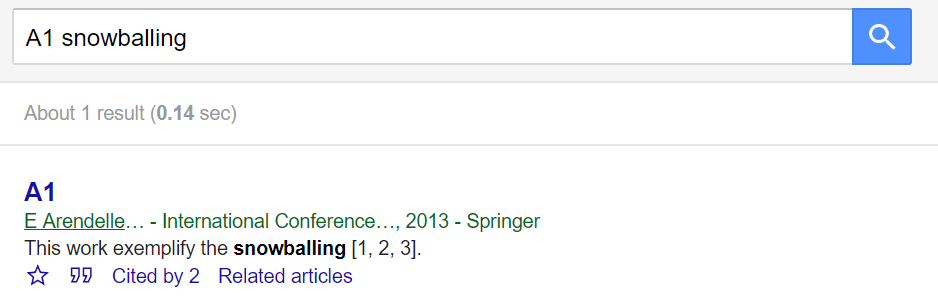 A1 snowballing
About 1 result (0.14 sec)
A1
E Arendelle… - International Conference…, 2013 - Springer
This work exemplify the snowballing [1, 2, 3].
Cited by 2 Related articles